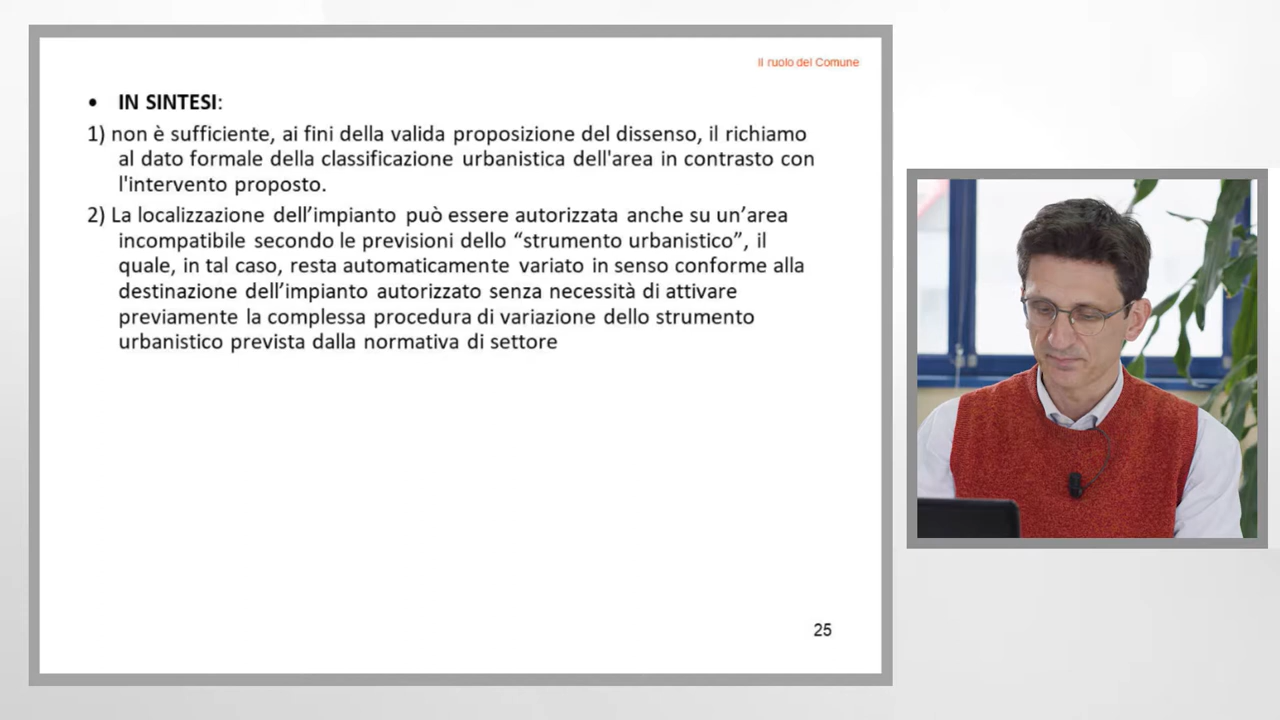 Il ruolo del Comune
• IN SINTESI:
1) non è sufficiente, ai fini della valida proposizione del dissenso, il richiamo
al dato formale della classificazione urbanistica dell'area in contrasto con
l'intervento proposto.
2) La localizzazione dell’impianto può essere autorizzata anche su un’area
incompatibile secondo le previsioni dello “strumento urbanistico”, il
quale, in tal caso, resta automaticamente variato in senso conforme alla
destinazione dell’impianto autorizzato senza necessità di attivare
previamente la complessa procedura di variazione dello strumento
urbanistico prevista dalla normativa di settore
25